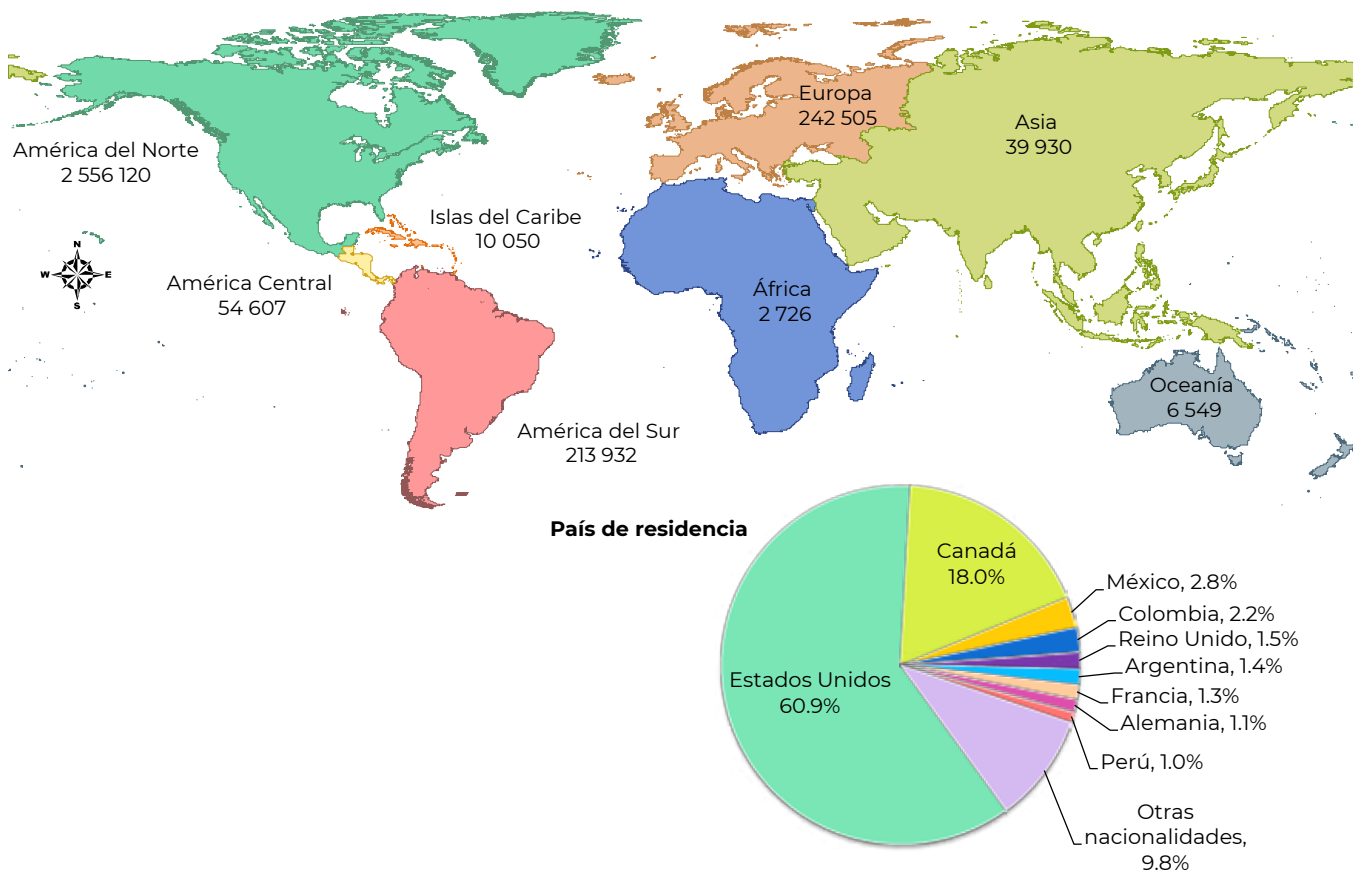 Europa
242 505
Asia
39 930
América del Norte
2 556 120
Islas del Caribe
10 050
N
W
E
S
América Central
54 607
África
2 726
Oceanía
6 549
América del Sur
213 932
País de residencia
Canadá
18.0%
México, 2.8%
Colombia, 2.2%
Reino Unido, 1.5%
Argentina, 1.4%
Francia, 1.3%
Alemania, 1.1%
Perú, 1.0%
Estados Unidos
60.9%
Otras
nacionalidades,
9.8%